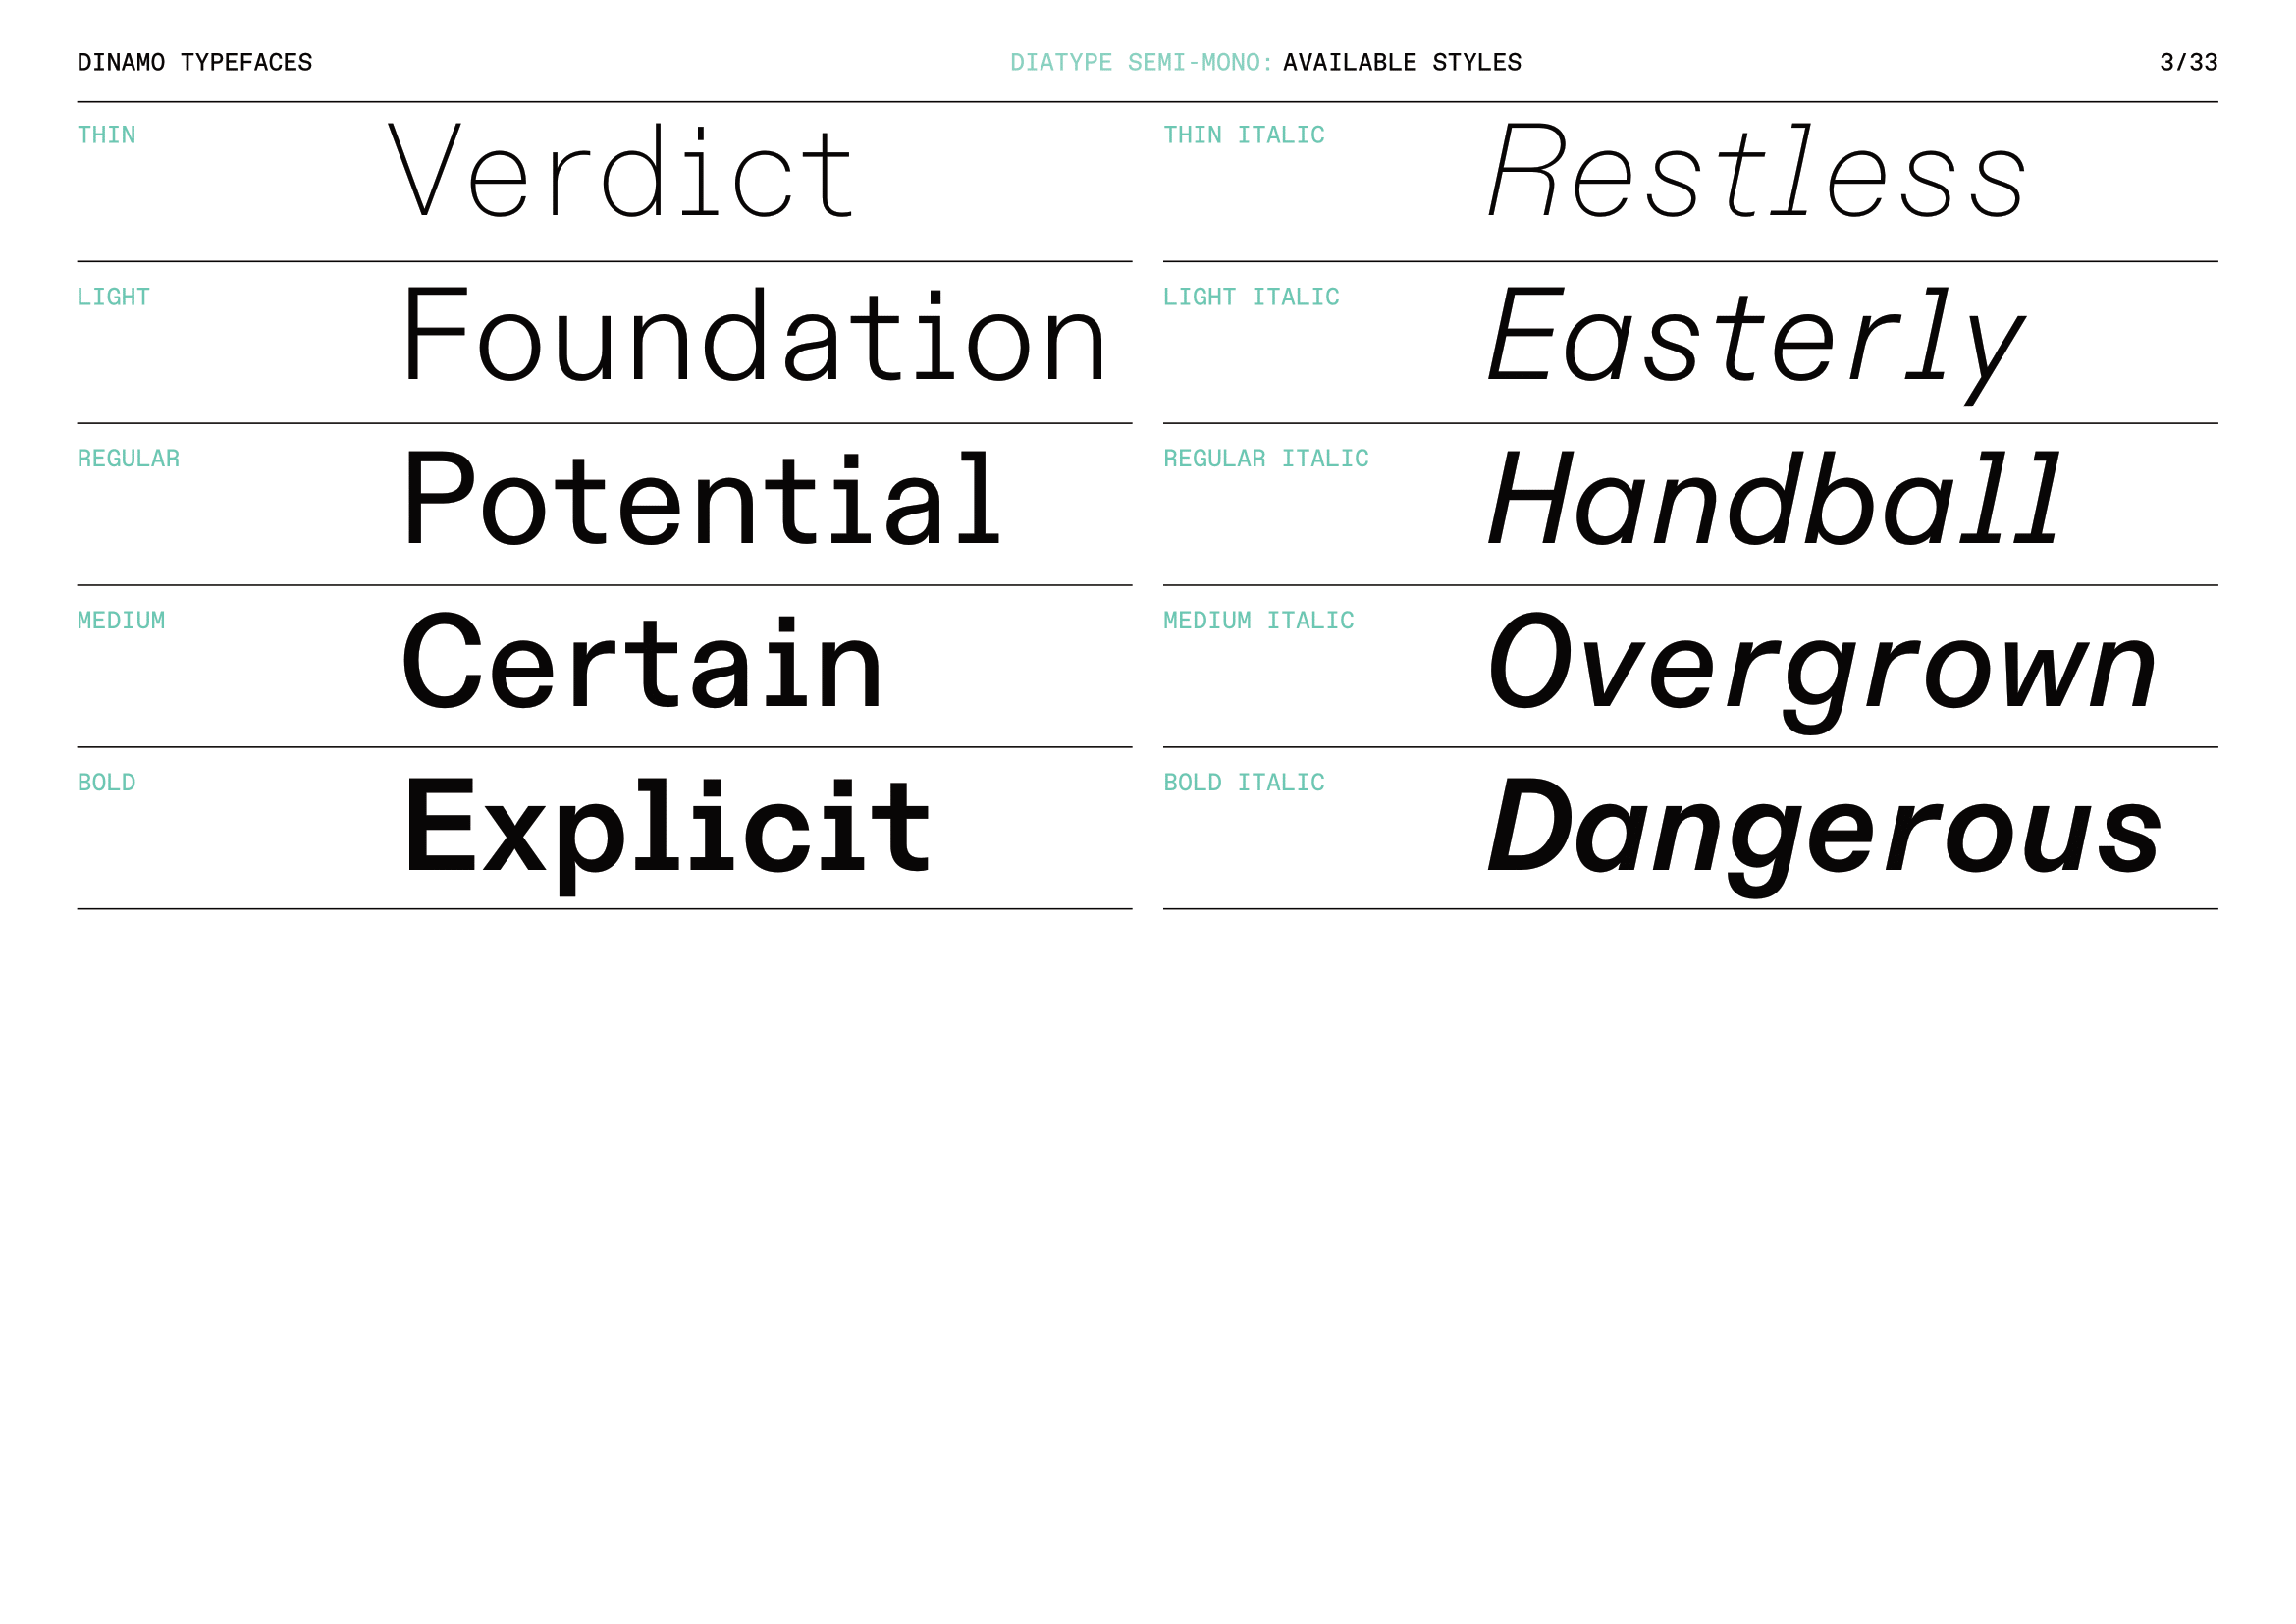 DINAMO TYPEFACES DIATYPE SEMI-MONO: AVAILABLE STYLES 3/33
THIN Verdict THIN ITALIC Restless
LIGHT Foundation LIGHT ITALIC Easterly
REGULAR Potential REGULAR ITALIC Handball
MEDIUM Certain MEDIUM ITALIC Overgrown
BOLD Explicit BOLD ITALIC Dangerous